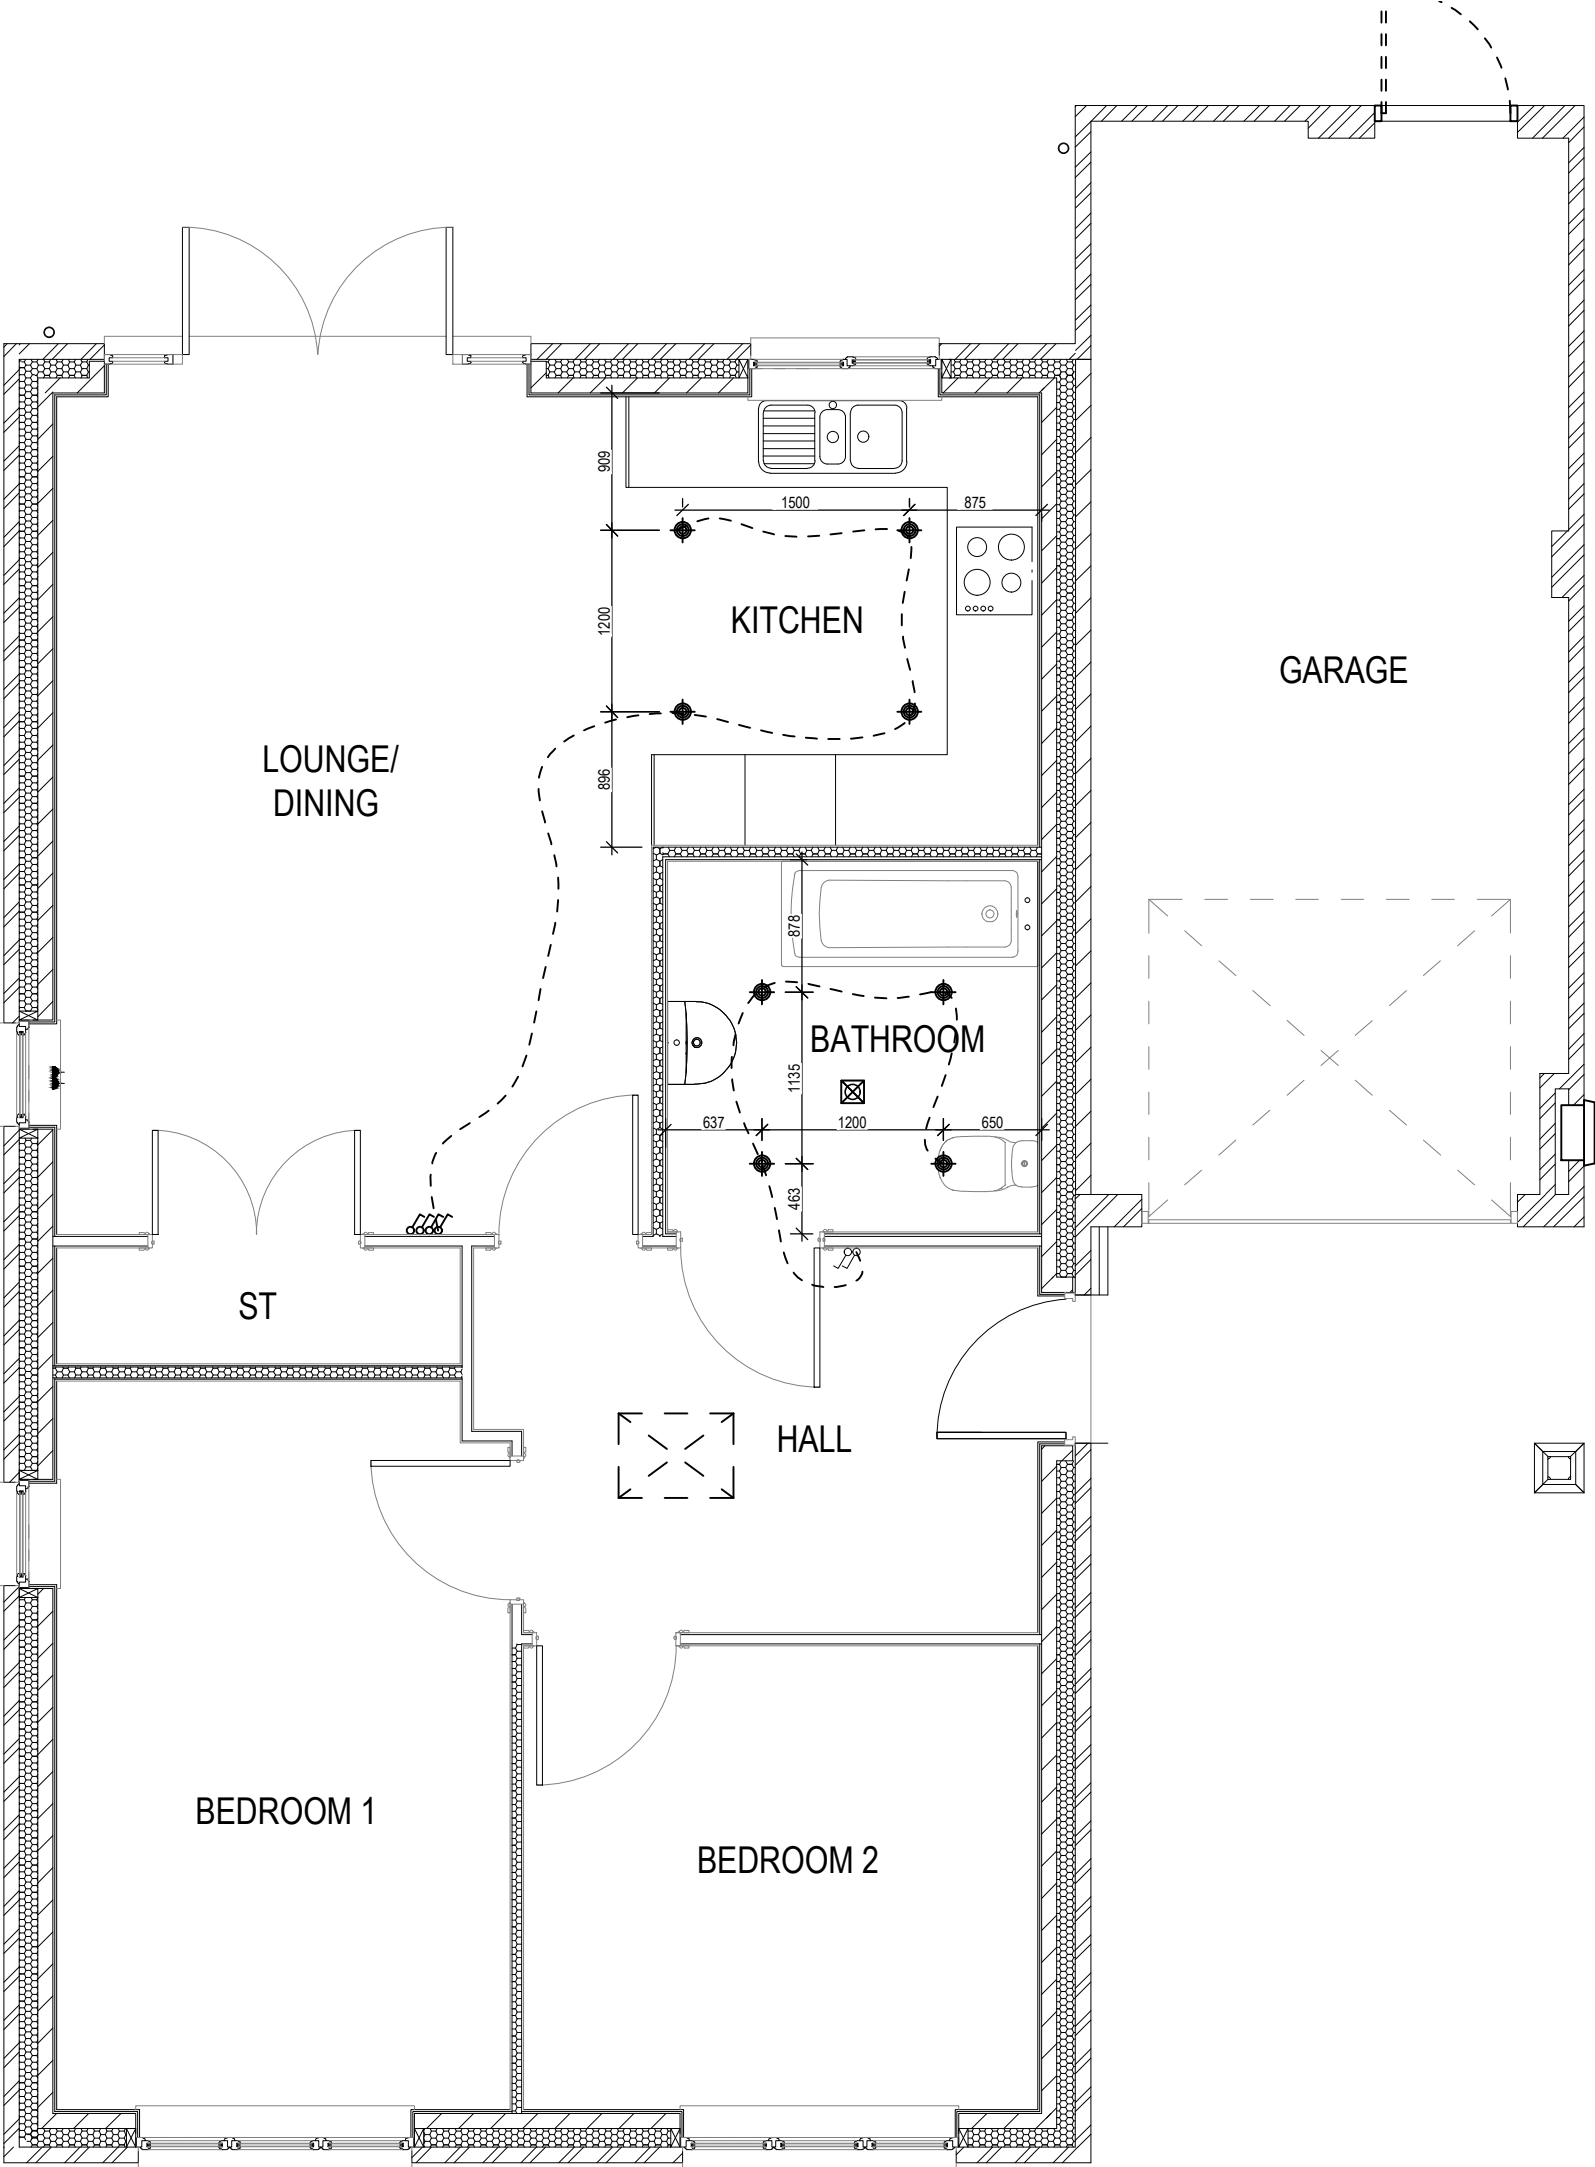 909
1500
875
1200
KITCHEN
GARAGE
LOUNGE/
DINING
896
878
BATHROOM
1135
637
1200
650
463
ST
HALL
BEDROOM 1
BEDROOM 2